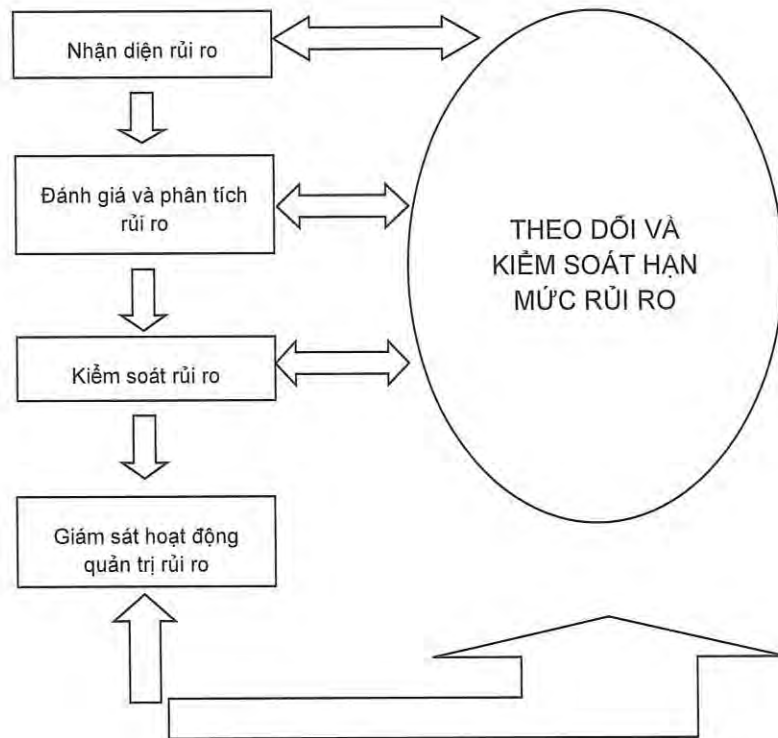 Nhận diện rủi ro
Đánh giá và phân tích
rủi ro
Kiểm soát rủi ro
Giám sát hoạt động
quản trị rủi ro
THEO DÕI VÀ
KIỂM SOÁT HẠN
MỨC RỦI RO